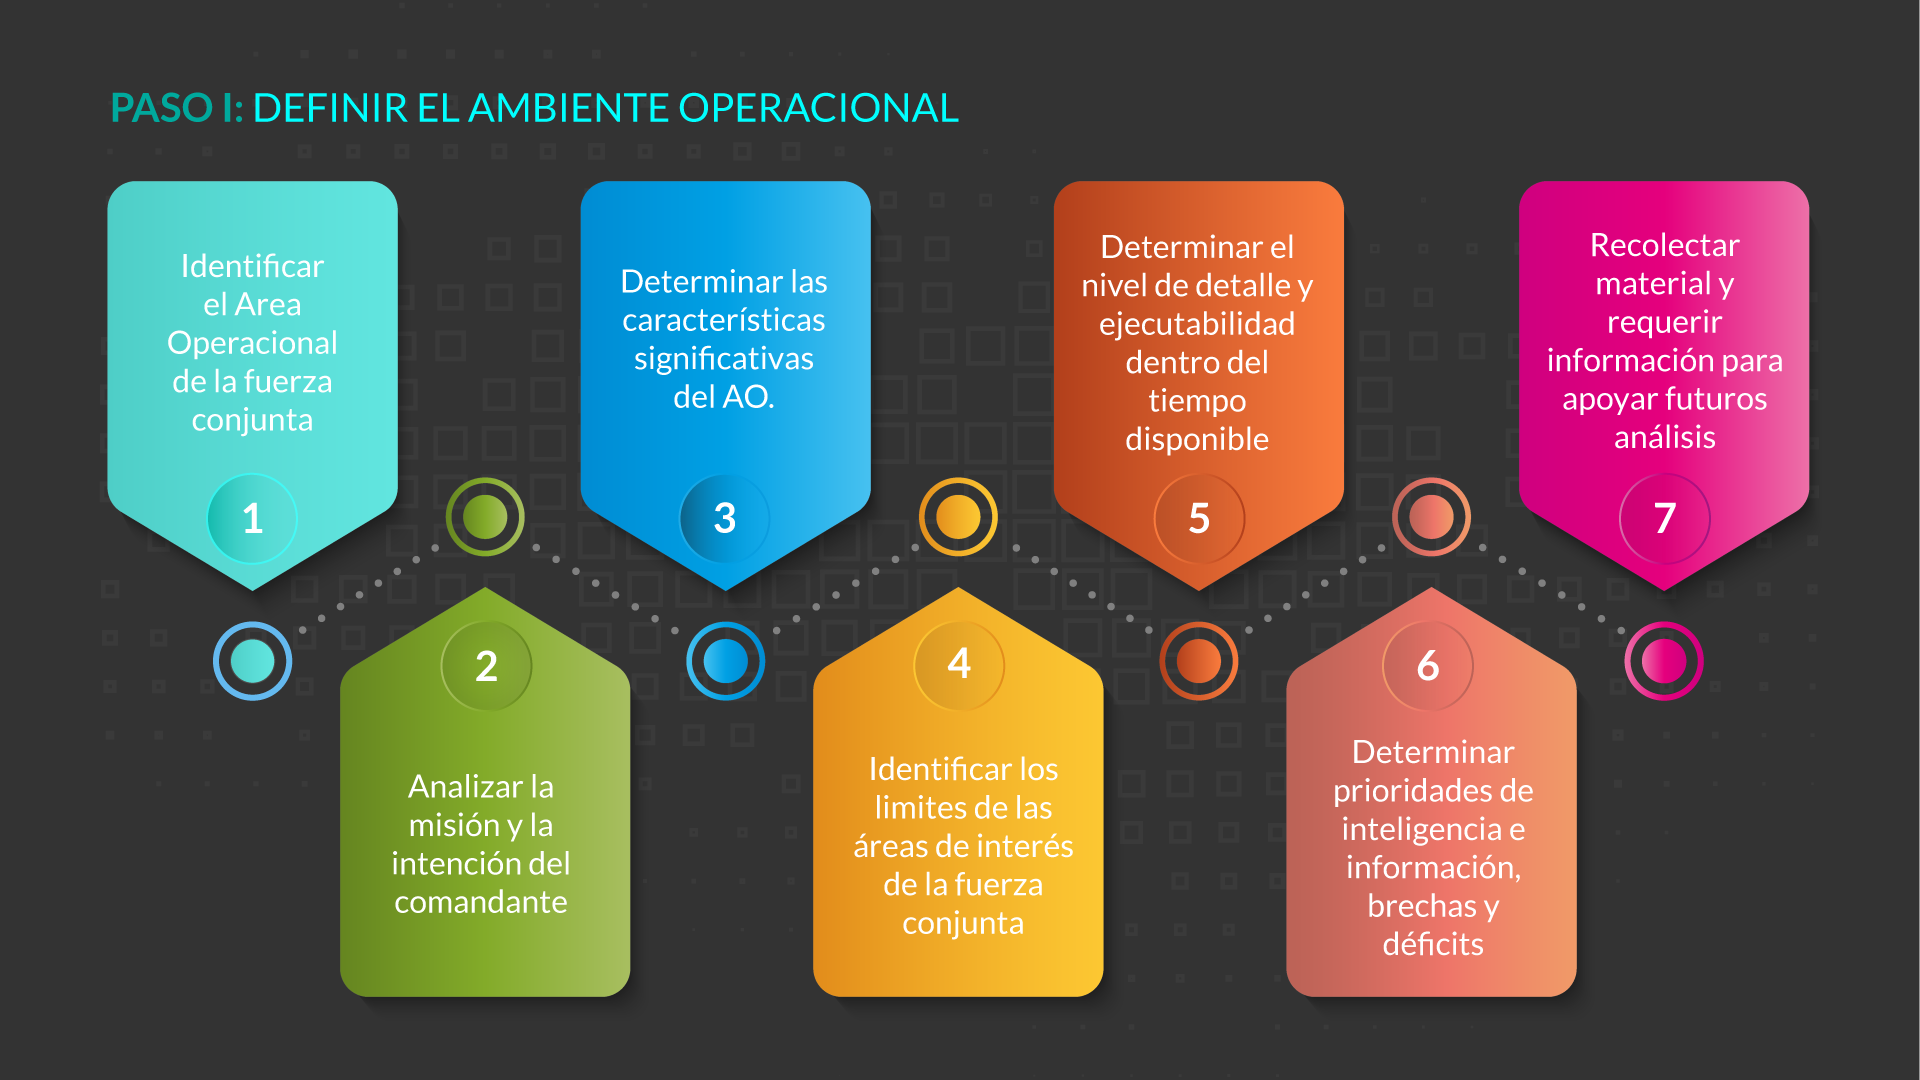 PASO I: DEFINIR EL AMBIENTE OPERACIONAL
Identificar
el Area
Operacional
de la fuerza
conjunta
1
2
Analizar la
misión y la
intención del
comandante
Determinar las
características
significativas
del AO.
3
4
Identificar los
limites de las
áreas de interés
de la fuerza
conjunta
Determinar el
nivel de detalle y
ejecutabilidad
dentro del
tiempo
disponible
5
6
Determinar
prioridades de
inteligencia e
información,
brechas y
déficits
Recolectar
material y
requerir
información para
apoyar futuros
análisis
7